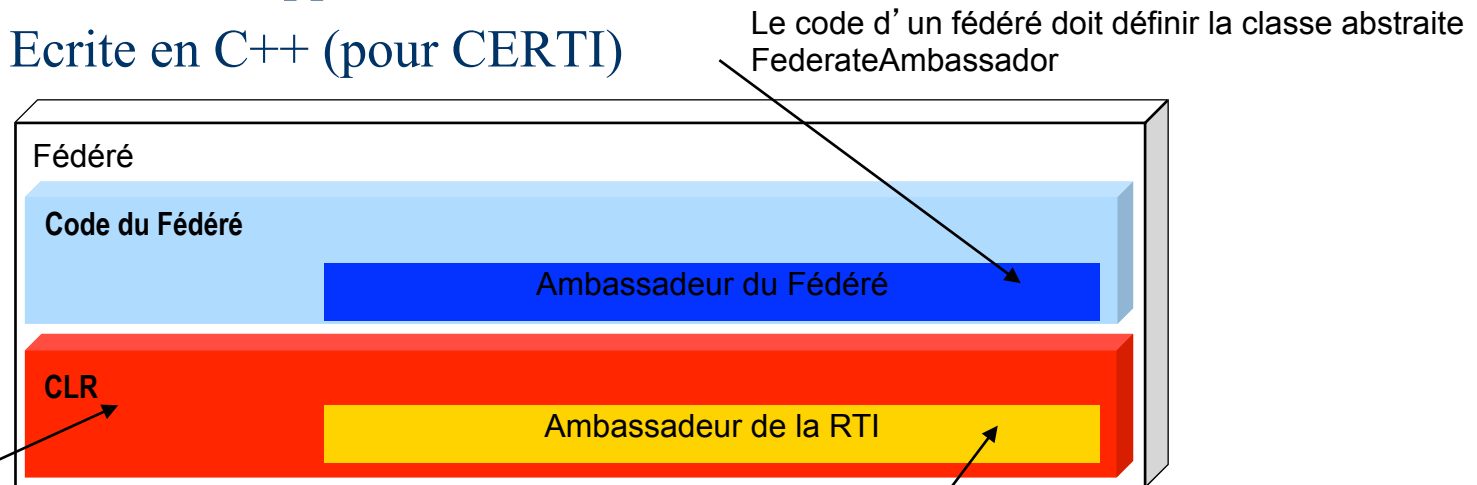 Ecrite en C++ (pour CERTI)
Le code d’un fédéré doit définir la classe abstraite
FederateAmbassador
Fédéré
Code du Fédéré
Ambassadeur du Fédéré
CLR
Ambassadeur de la RTI